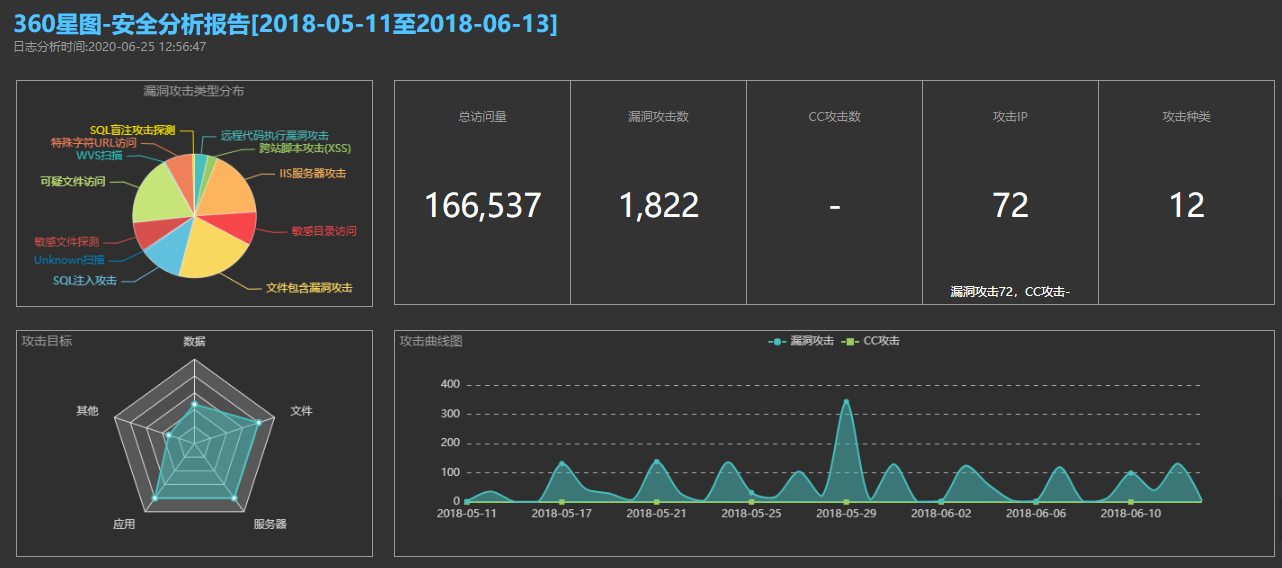 360星图-安全分析报告[2018-05-11至2018-06-13]
日志分析时间:2020-06-25 12:56:47
漏洞攻击类型分布
SQL盲注攻击探测
远程代码执行漏洞攻击
特殊字符URL访问
跨站脚本攻击(XSS)
WVS扫描
IIS服务器攻击
可疑文件访问
敏感目录访问
敏感文件探测
Unknown扫描
SQL注入攻击
文件包含漏洞攻击
总访问量
漏洞攻击数
CC攻击数
攻击IP
攻击种类
166,537
1,822
-
72
12
漏洞攻击72，CC攻击-
攻击目标
数据
其他
文件
应用
服务器
攻击曲线图
漏洞攻击
CC攻击
400
300
200
100
0
2018-05-11
2018-05-17
2018-05-21
2018-05-25
2018-05-29
2018-06-02
2018-06-06
2018-06-10